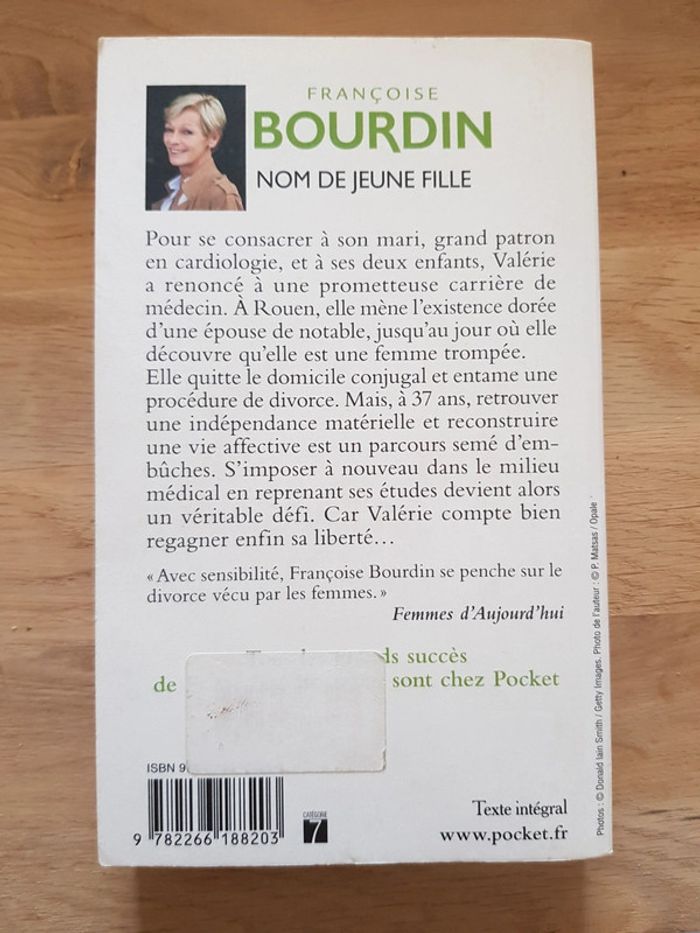 FRANÇOISE
BOURDIN
NOM DE JEUNE FILLE
Pour se consacrer à son mari, grand patron
en cardiologie, et à ses deux enfants, Valérie
a renoncé à une prometteuse carrière de
médecin. À Rouen, elle mène l'existence dorée
d'une épouse de notable, jusqu'au jour où elle
découvre qu'elle est une femme trompée.
Elle quitte le domicile conjugal et entame une
procédure de divorce. Mais, à 37 ans, retrouver
une indépendance matérielle et reconstruire
une vie affective est un parcours semé d'em-
bûches. S'imposer à nouveau dans le milieu
médical en reprenant ses études devient alors
un véritable défi. Car Valérie compte bien
regagner enfin sa liberté…
« Avec sensibilité, Françoise Bourdin se penche sur le
divorce vécu par les femmes. »
Femmes d'Aujourd'hui
succès
de sont chez Pocket
ISBN 9
9 782266 188203
CATÉGORIE
7
Texte intégral
www.pocket.fr
Photos : © Donald Iain Smith / Getty Images. Photo de l'auteur : © P. Matsas / Opale